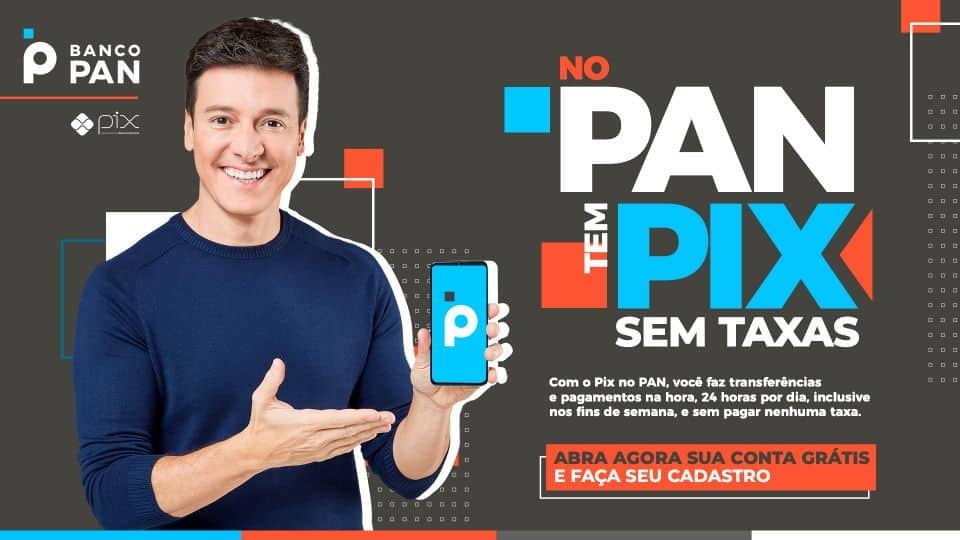 BANCO
PAN
pix
NO
PAN
TEM
PIX
SEM TAXAS
Com o Pix no PAN, você faz transferências
e pagamentos na hora, 24 horas por dia, inclusive
nos fins de semana, e sem pagar nenhuma taxa.
ABRA AGORA SUA CONTA GRÁTIS
E FAÇA SEU CADASTRO